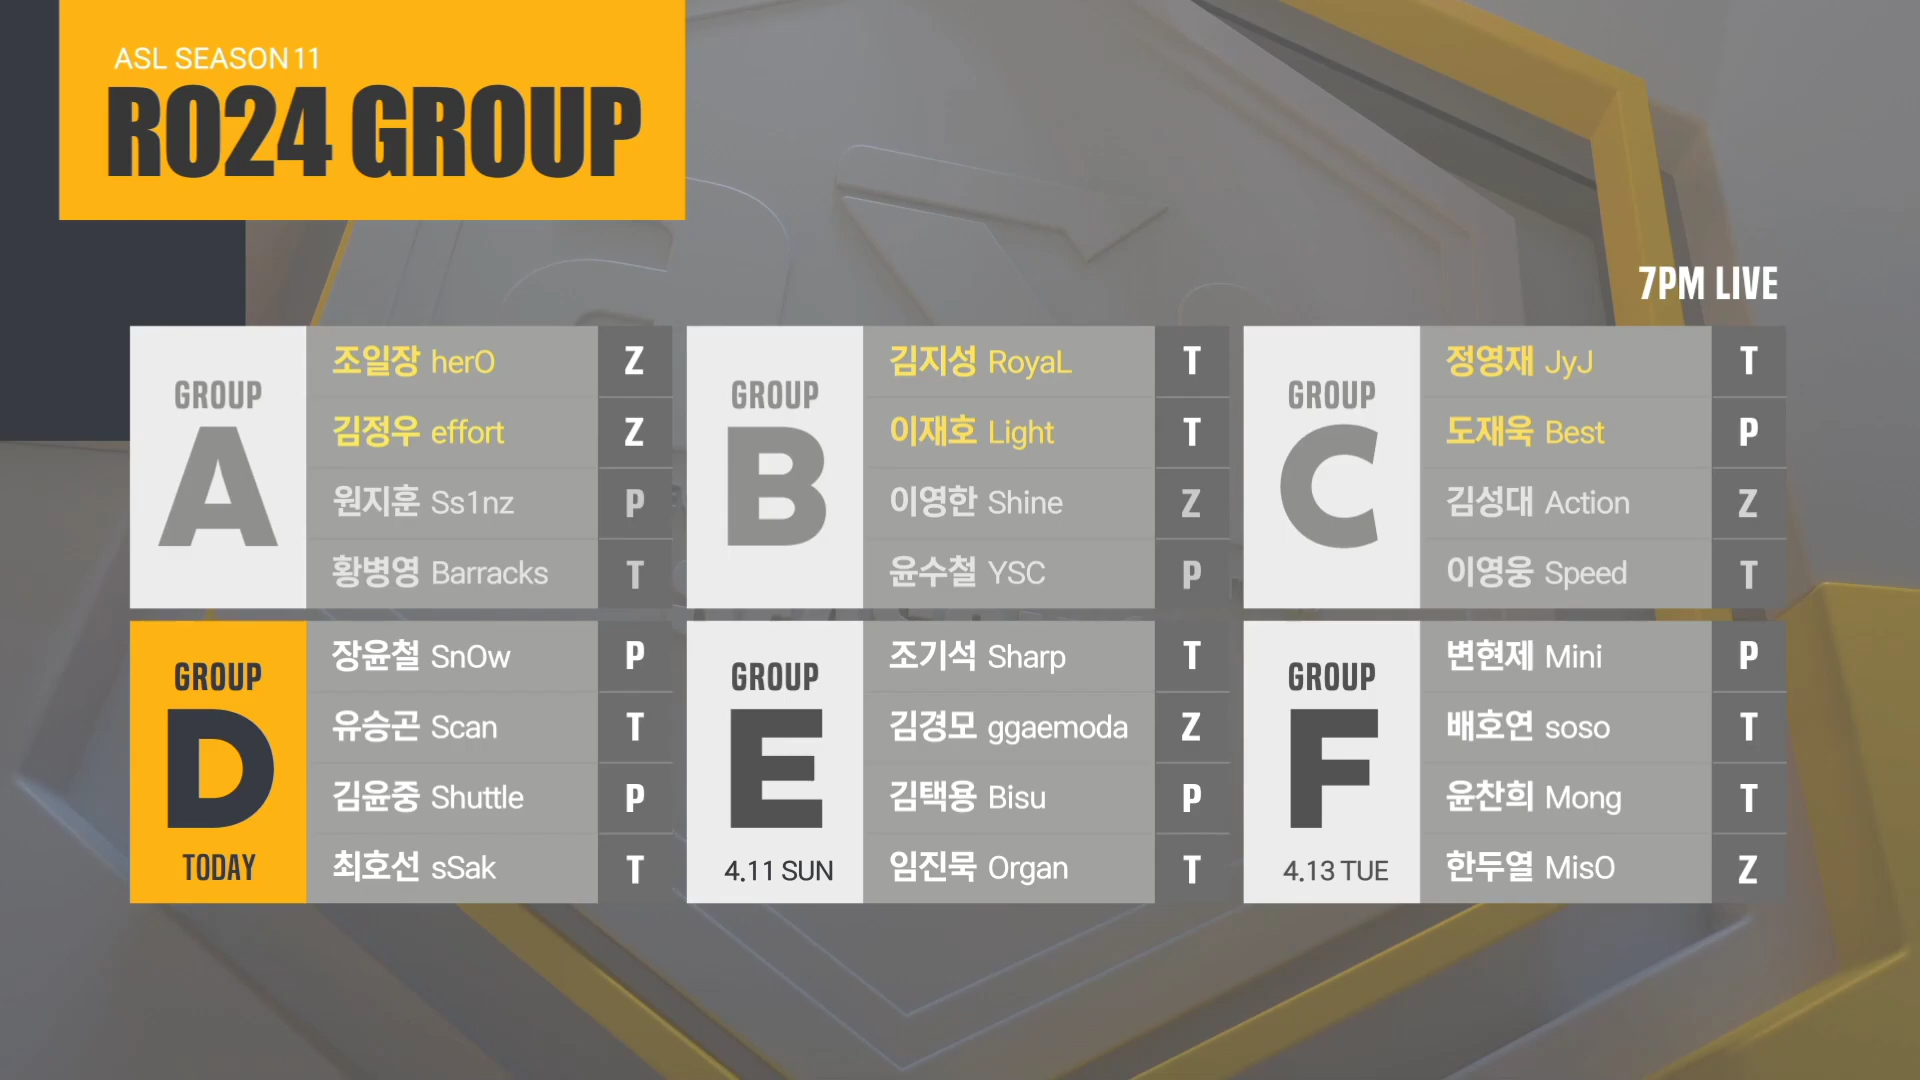 ASL SEASON 11
RO24 GROUP
7PM LIVE
GROUP
A
조일장 herO Z
김정우 effort Z
원지훈 Ss1nz P
황병영 Barracks T
GROUP
B
김지성 RoyaL T
이재호 Light T
이영한 Shine Z
윤수철 YSC P
GROUP
C
정영재 JyJ T
도재욱 Best P
김성대 Action Z
이영웅 Speed T
GROUP
D
TODAY
장윤철 SnOw P
유승곤 Scan T
김윤중 Shuttle P
최호선 sSak T
GROUP
E
4.11 SUN
조기석 Sharp T
김경모 ggaemoda Z
김택용 Bisu P
임진묵 Organ T
GROUP
F
4.13 TUE
변현제 Mini P
배호연 soso T
윤찬희 Mong T
한두열 MisO Z